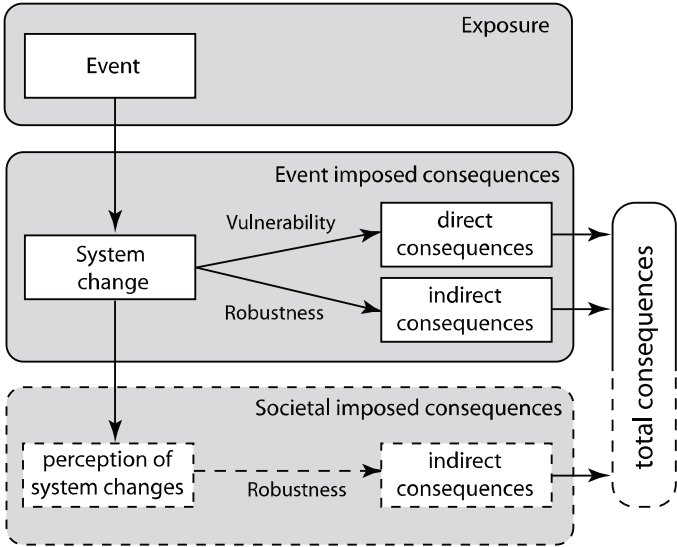 Exposure
Event
Event imposed consequences
Vulnerability
direct
consequences
System
change
Robustness
indirect
consequences
total consequences
Societal imposed consequences
perception of
system changes
Robustness
indirect
consequences